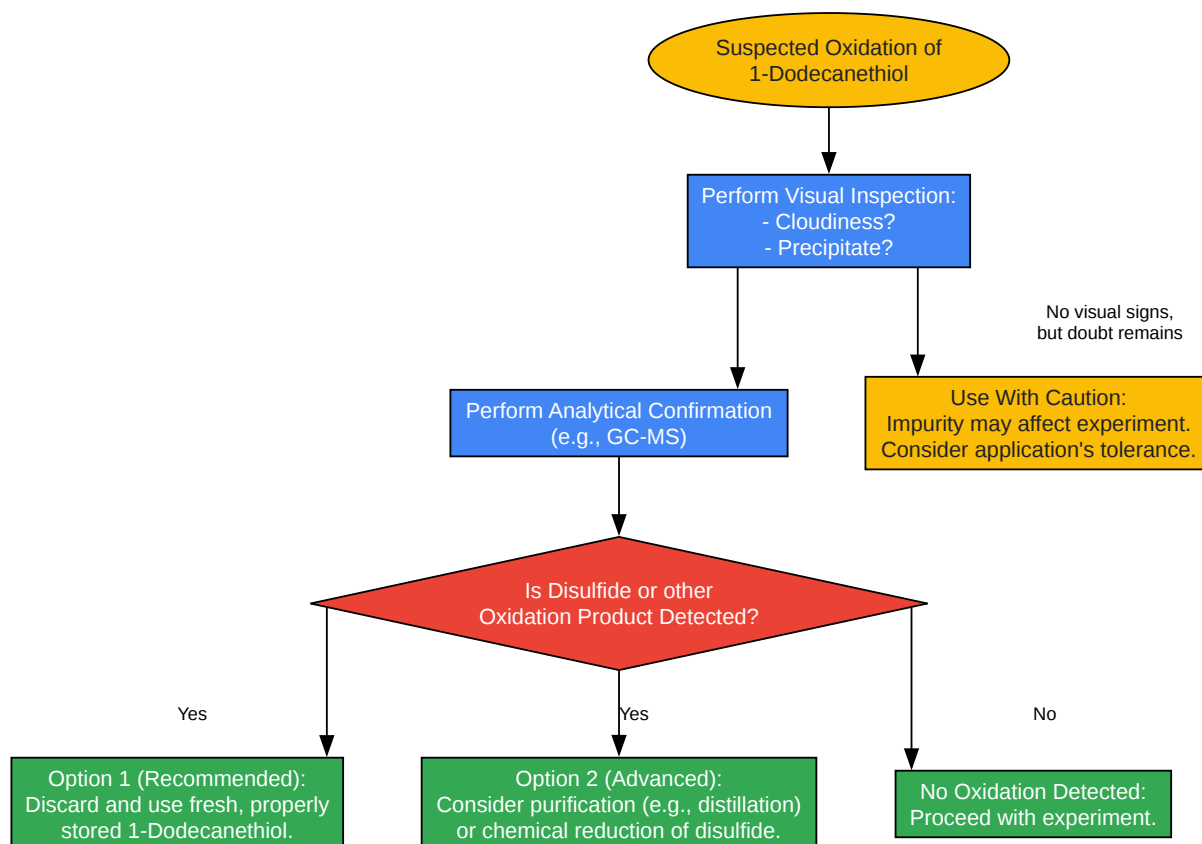 Suspected Oxidation of
1-Dodecanethiol
Perform Visual Inspection:
- Cloudiness?
- Precipitate?
No visual signs,
but doubt remains
Perform Analytical Confirmation
(e.g., GC-MS)
Use With Caution:
Impurity may affect experiment.
Consider application's tolerance.
Is Disulfide or other
Oxidation Product Detected?
Yes
Yes
No
Option 1 (Recommended):
Discard and use fresh, properly
stored 1-Dodecanethiol.
Option 2 (Advanced):
Consider purification (e.g., distillation)
or chemical reduction of disulfide.
No Oxidation Detected:
Proceed with experiment.